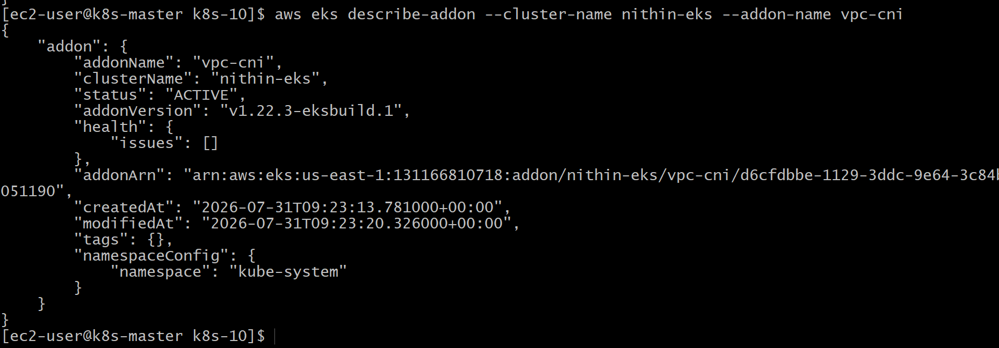 }
[ec2-user@k8s-master k8s-10]$ aws eks describe-addon --cluster-name nithin-eks --addon-name vpc-cni
{
    "addon": {
        "addonName": "vpc-cni",
        "clusterName": "nithin-eks",
        "status": "ACTIVE",
        "addonVersion": "v1.22.3-eksbuild.1",
        "health": {
            "issues": []
        },
        "addonArn": "arn:aws:eks:us-east-1:131166810718:addon/nithin-eks/vpc-cni/d6cfdbbe-1129-3ddc-9e64-3c84b
051190",
        "createdAt": "2026-07-31T09:23:13.781000+00:00",
        "modifiedAt": "2026-07-31T09:23:20.326000+00:00",
        "tags": {},
        "namespaceConfig": {
            "namespace": "kube-system"
        }
    }
}
[ec2-user@k8s-master k8s-10]$